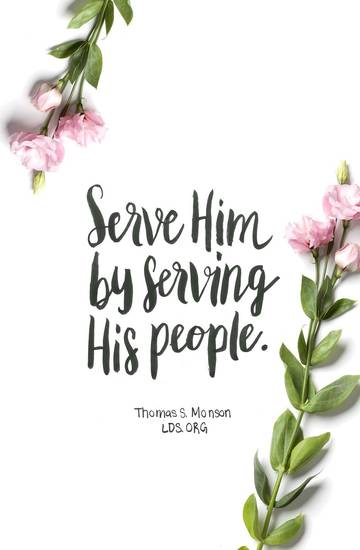 Serve Him
by serving
His people.
Thomas S. Monson
LDS.ORG